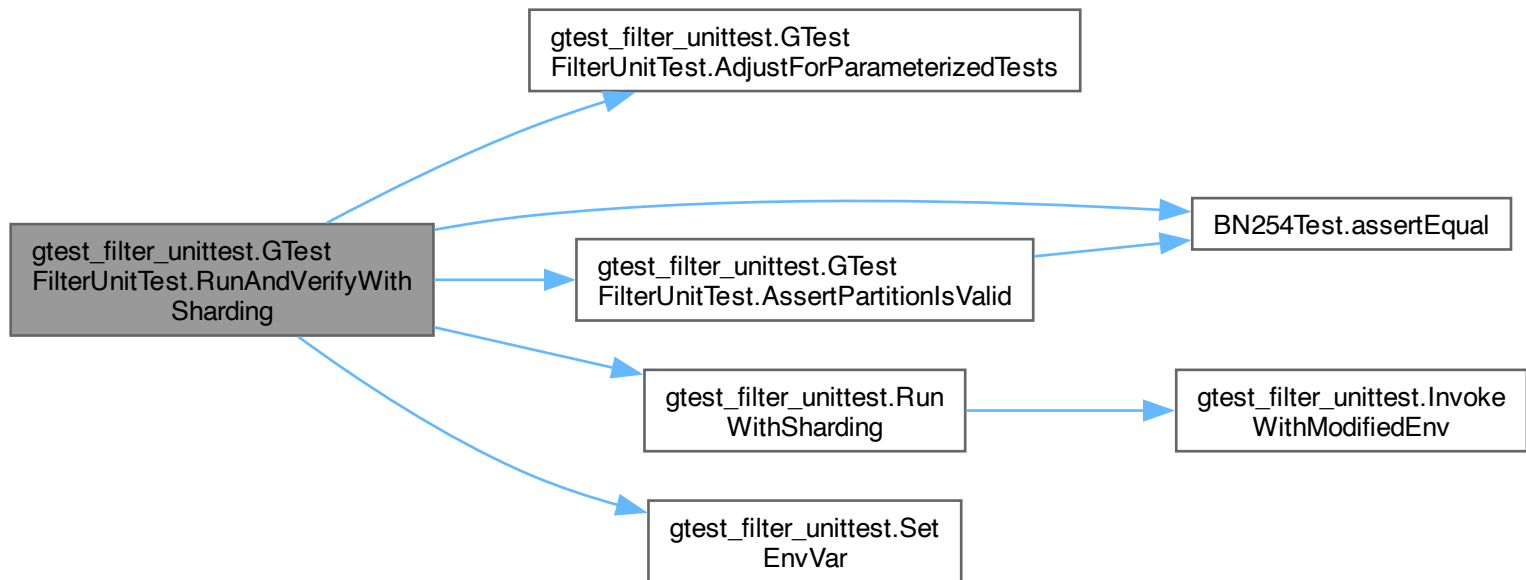 gtest_filter_unittest.GTest
FilterUnitTest.AdjustForParameterizedTests
BN254Test.assertEqual
gtest_filter_unittest.GTest
FilterUnitTest.RunAndVerifyWith
Sharding
gtest_filter_unittest.GTest
FilterUnitTest.AssertPartitionIsValid
gtest_filter_unittest.Run
WithSharding
gtest_filter_unittest.Invoke
WithModifiedEnv
gtest_filter_unittest.Set
EnvVar